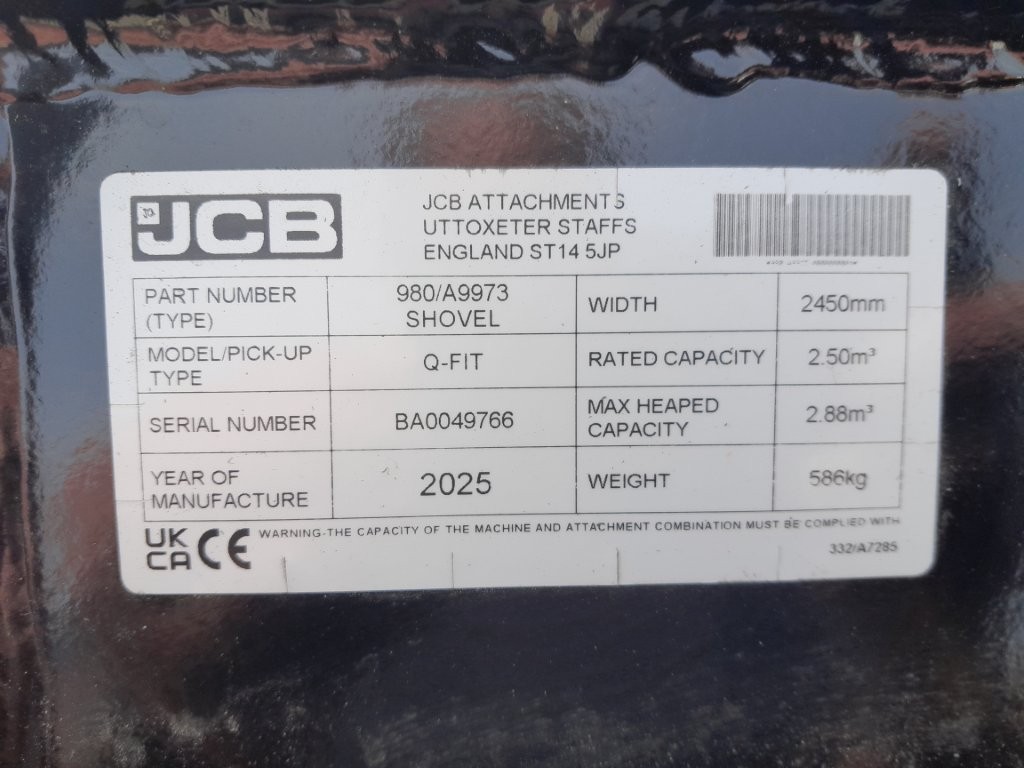 JCB
JCB ATTACHMENTS
UTTOXETER STAFFS
ENGLAND ST14 5JP
PART NUMBER
(TYPE)
980/A9973
SHOVEL
WIDTH
2450mm
MODEL/PICK-UP
TYPE
Q-FIT
RATED CAPACITY
2.50m³
SERIAL NUMBER
BA0049766
MAX HEAPED
CAPACITY
2.88m³
YEAR OF
MANUFACTURE
2025
WEIGHT
586kg
UK
CA CE
WARNING-THE CAPACITY OF THE MACHINE AND ATTACHMENT COMBINATION MUST BE COMPLIED WITH
332/A7285